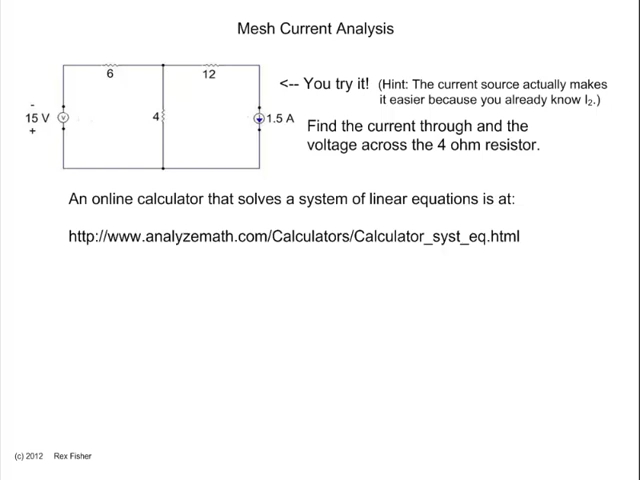 Mesh Current Analysis
6
12
<-- You try it! (Hint: The current source actually makes
it easier because you already know I₂.)
-
15 V
V
+
4
1.5 A
Find the current through and the
voltage across the 4 ohm resistor.
An online calculator that solves a system of linear equations is at:
http://www.analyzemath.com/Calculators/Calculator_syst_eq.html
(c) 2012 Rex Fisher